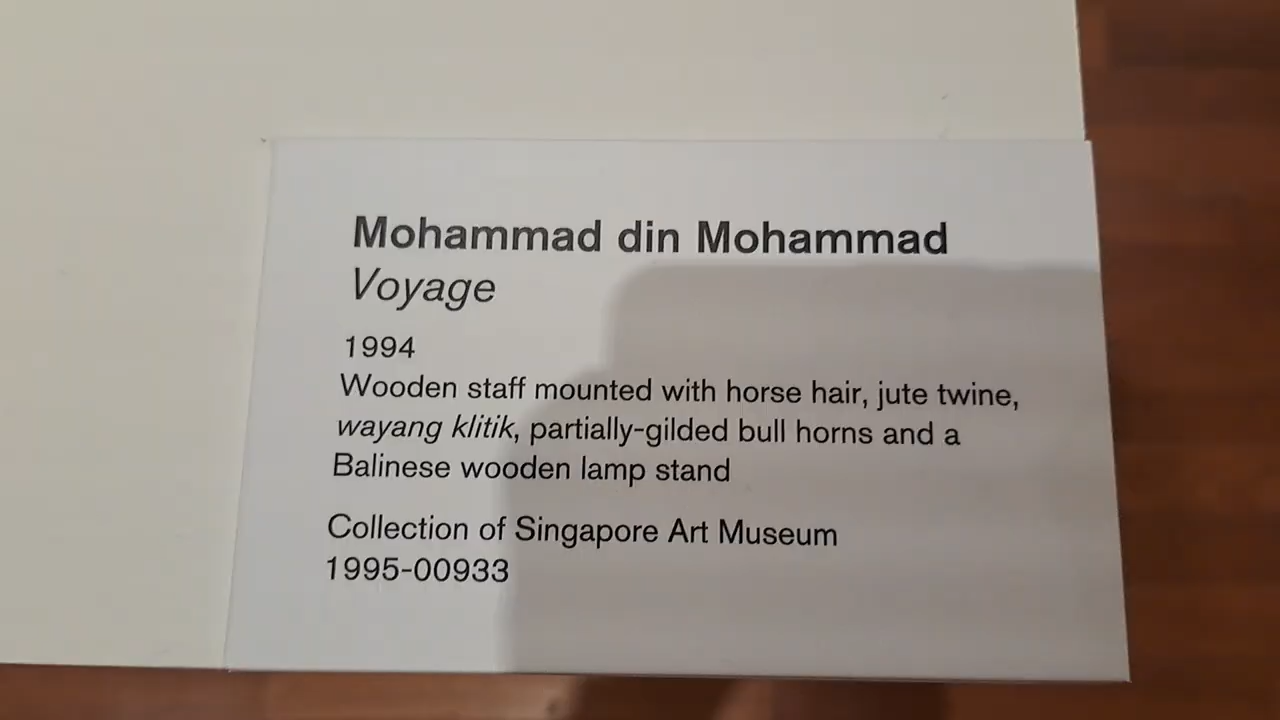 Mohammad din Mohammad
Voyage
1994
Wooden staff mounted with horse hair, jute twine,
wayang klitik, partially-gilded bull horns and a
Balinese wooden lamp stand
Collection of Singapore Art Museum
1995-00933